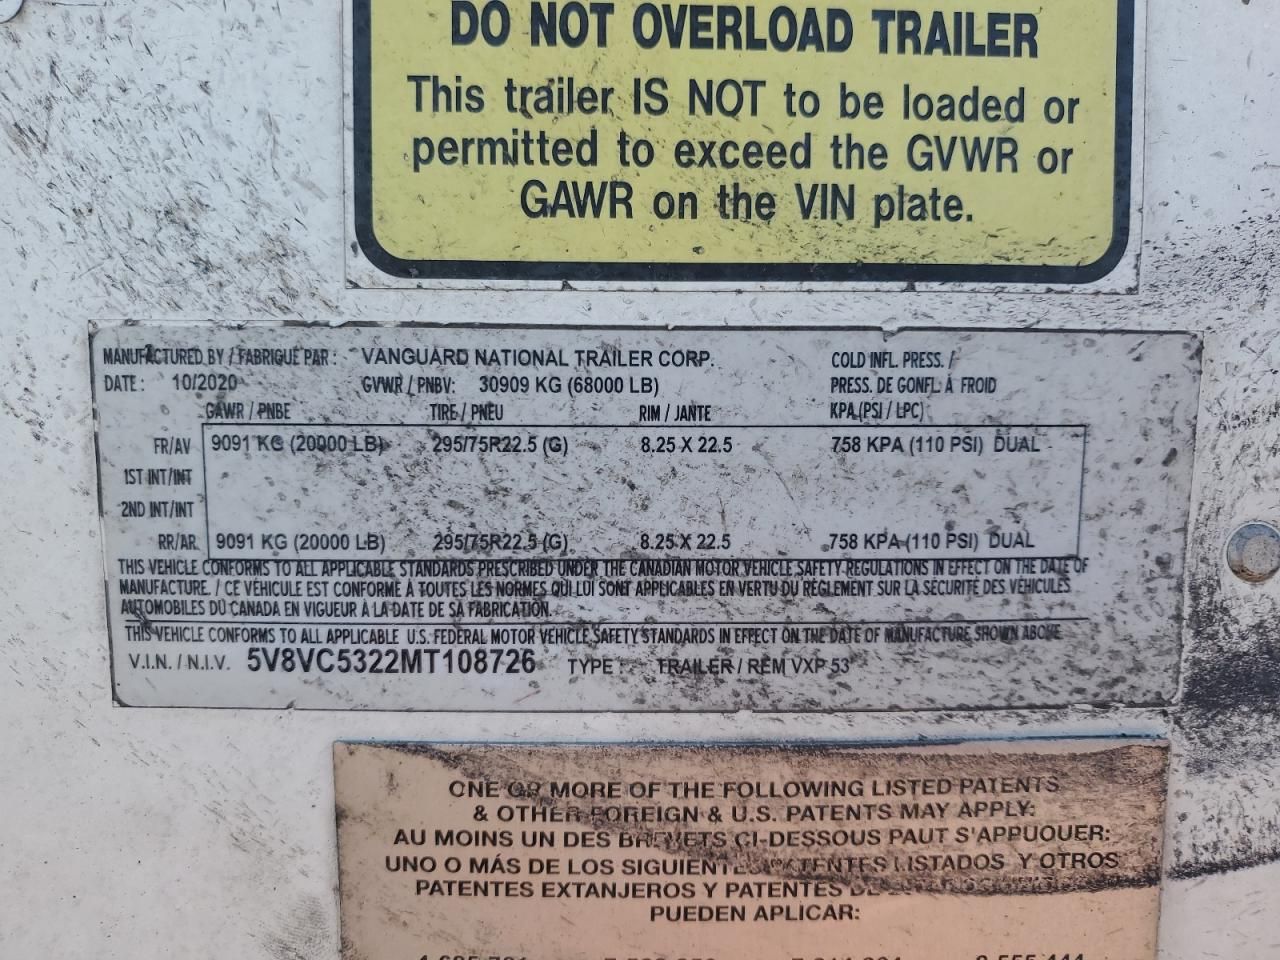 DO NOT OVERLOAD TRAILER
This trailer IS NOT to be loaded or
permitted to exceed the GVWR or
GAWR on the VIN plate.
MANUFACTURED BY / FABRIQUÉ PAR : VANGUARD NATIONAL TRAILER CORP. COLD INFL. PRESS. /
DATE : 10/2020 GVWR / PNBV: 30909 KG (68000 LB) PRESS. DE GONFL. À FROID
GAWR / PNBE TIRE / PNEU RIM / JANTE KPA (PSI / LPC)
FR/AV 9091 KG (20000 LB) 295/75R22.5 (G) 8.25 X 22.5 758 KPA (110 PSI) DUAL
1ST INT/INT
2ND INT/INT
RR/AR 9091 KG (20000 LB) 295/75R22.5 (G) 8.25 X 22.5 758 KPA (110 PSI) DUAL
THIS VEHICLE CONFORMS TO ALL APPLICABLE STANDARDS PRESCRIBED UNDER THE CANADIAN MOTOR VEHICLE SAFETY REGULATIONS IN EFFECT ON THE DATE OF
MANUFACTURE. / CE VÉHICULE EST CONFORME À TOUTES LES NORMES QUI LUI SONT APPLICABLES EN VERTU DU RÈGLEMENT SUR LA SÉCURITÉ DES VÉHICULES
AUTOMOBILES DU CANADA EN VIGUEUR À LA DATE DE SA FABRICATION.
THIS VEHICLE CONFORMS TO ALL APPLICABLE U.S. FEDERAL MOTOR VEHICLE SAFETY STANDARDS IN EFFECT ON THE DATE OF MANUFACTURE SHOWN ABOVE
V.I.N. / N.I.V. 5V8VC5322MT108726 TYPE : TRAILER / REM VXP 53'
ONE OR MORE OF THE FOLLOWING LISTED PATENTS
& OTHER FOREIGN & U.S. PATENTS MAY APPLY:
AU MOINS UN DES BREVETS CI-DESSOUS PAUT S'APPUOUER:
UNO O MÁS DE LOS SIGUIENTES PATENTES LISTADOS Y OTROS
PATENTES EXTANJEROS Y PATENTES DE
PUEDEN APLICAR: